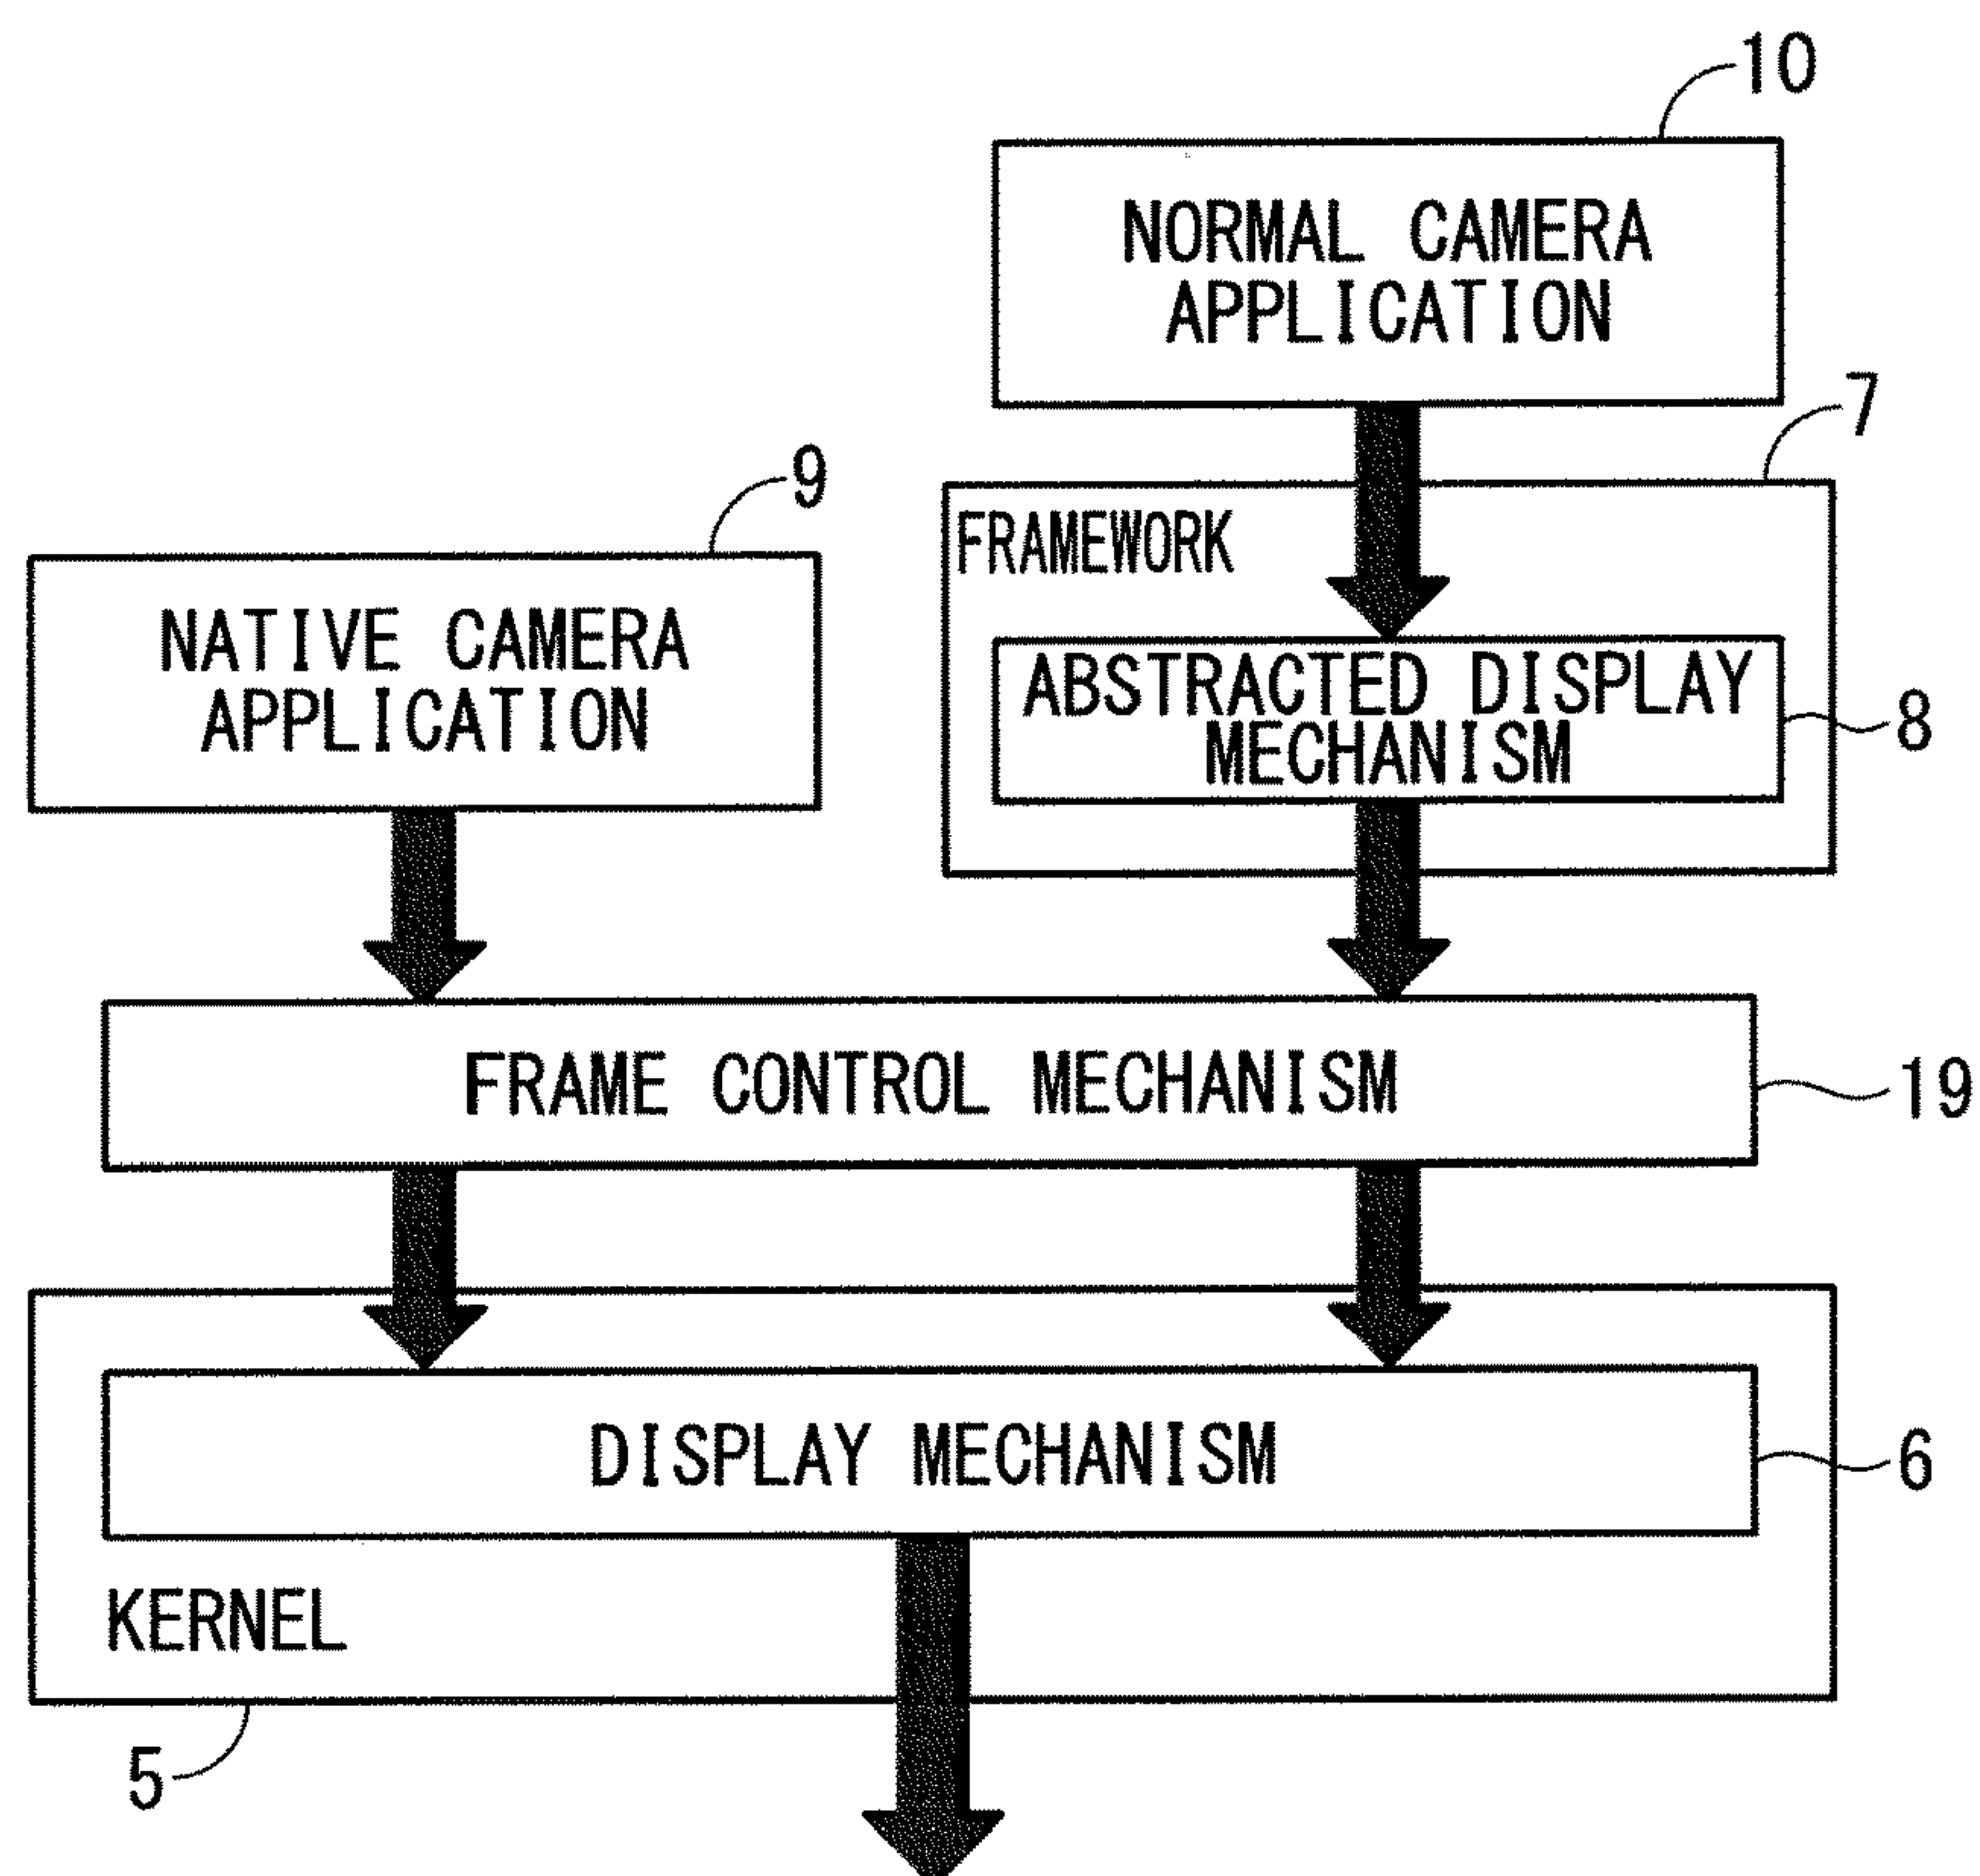 10
NORMAL CAMERA
APPLICATION
7
FRAMEWORK
9
NATIVE CAMERA
APPLICATION
ABSTRACTED DISPLAY
MECHANISM
8
FRAME CONTROL MECHANISM
19
DISPLAY MECHANISM
6
KERNEL
5